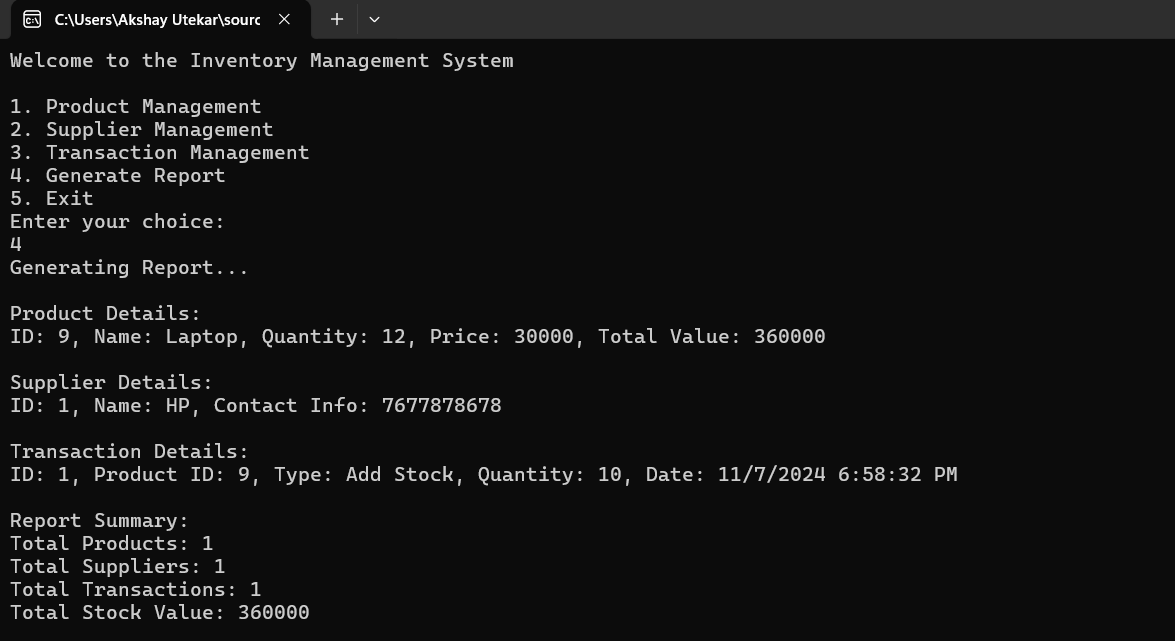 C:\Users\Akshay Utekar\sourc
Welcome to the Inventory Management System
1. Product Management
2. Supplier Management
3. Transaction Management
4. Generate Report
5. Exit
Enter your choice:
4
Generating Report...
Product Details:
ID: 9, Name: Laptop, Quantity: 12, Price: 30000, Total Value: 360000
Supplier Details:
ID: 1, Name: HP, Contact Info: 7677878678
Transaction Details:
ID: 1, Product ID: 9, Type: Add Stock, Quantity: 10, Date: 11/7/2024 6:58:32 PM
Report Summary:
Total Products: 1
Total Suppliers: 1
Total Transactions: 1
Total Stock Value: 360000